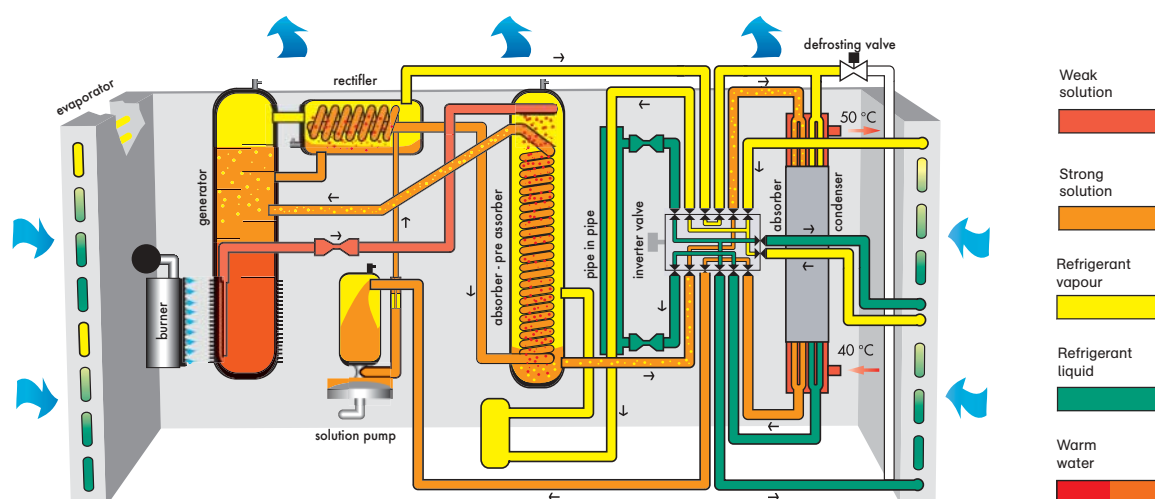 defrosting valve
evaporator
rectifler
generator
burner
solution pump
absorber - pre assorber
pipe in pipe
inverter valve
absorber
condenser
50 °C
40 °C
Weak
solution
Strong
solution
Refrigerant
vapour
Refrigerant
liquid
Warm
water